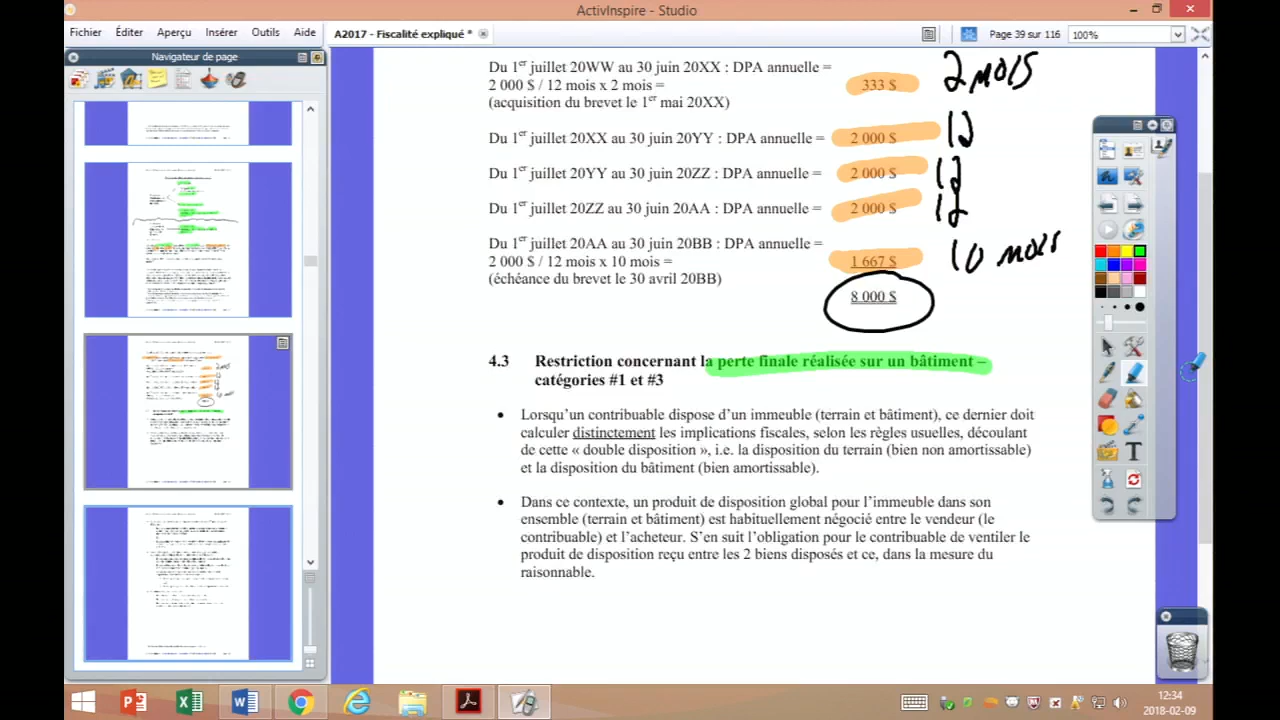 ActivInspire - Studio
Fichier Éditer Aperçu Insérer Outils Aide
A2017 - Fiscalité expliqué *
Page 39 sur 116
100%
Navigateur de page
Du 1er juillet 20WW au 30 juin 20XX : DPA annuelle =
2 000 $ / 12 mois x 2 mois = 333 $ 2 MOIS
(acquisition du brevet le 1er mai 20XX)
Du 1er juillet 20XX au 30 juin 20YY : DPA annuelle = 2 000 $ 12
Du 1er juillet 20YY au 30 juin 20ZZ : DPA annuelle = 2 000 $ 12
Du 1er juillet 20ZZ au 30 juin 20AA : DPA annuelle = 2 000 $ 12
Du 1er juillet 20AA au 30 juin 20BB : DPA annuelle =
2 000 $ / 12 mois x 10 mois = 1 667 $ 10 MOIS
(échéance du brevet le 30 avril 20BB)
8 000 $
4.3 Restriction concernant la perte finale réalisée sur un bâtiment –
catégories #1 et #3
• Lorsqu’un contribuable dispose d’un immeuble (terrain et bâtiment), ce dernier doit
calculer distinctement les implications fiscales, selon les règles usuelles, découlant
de cette « double disposition », i.e. la disposition du terrain (bien non amortissable)
et la disposition du bâtiment (bien amortissable).
• Dans ce contexte, un produit de disposition global pour l’immeuble dans son
ensemble (terrain et bâtiment) est habituellement négocié entre le vendeur (le
contribuable) et l’acheteur. S’en suit l’obligation pour le contribuable de ventiler le
produit de disposition reçu entre les 2 biens disposés et ce, dans la mesure du
raisonnable.
12:34
2018-02-09